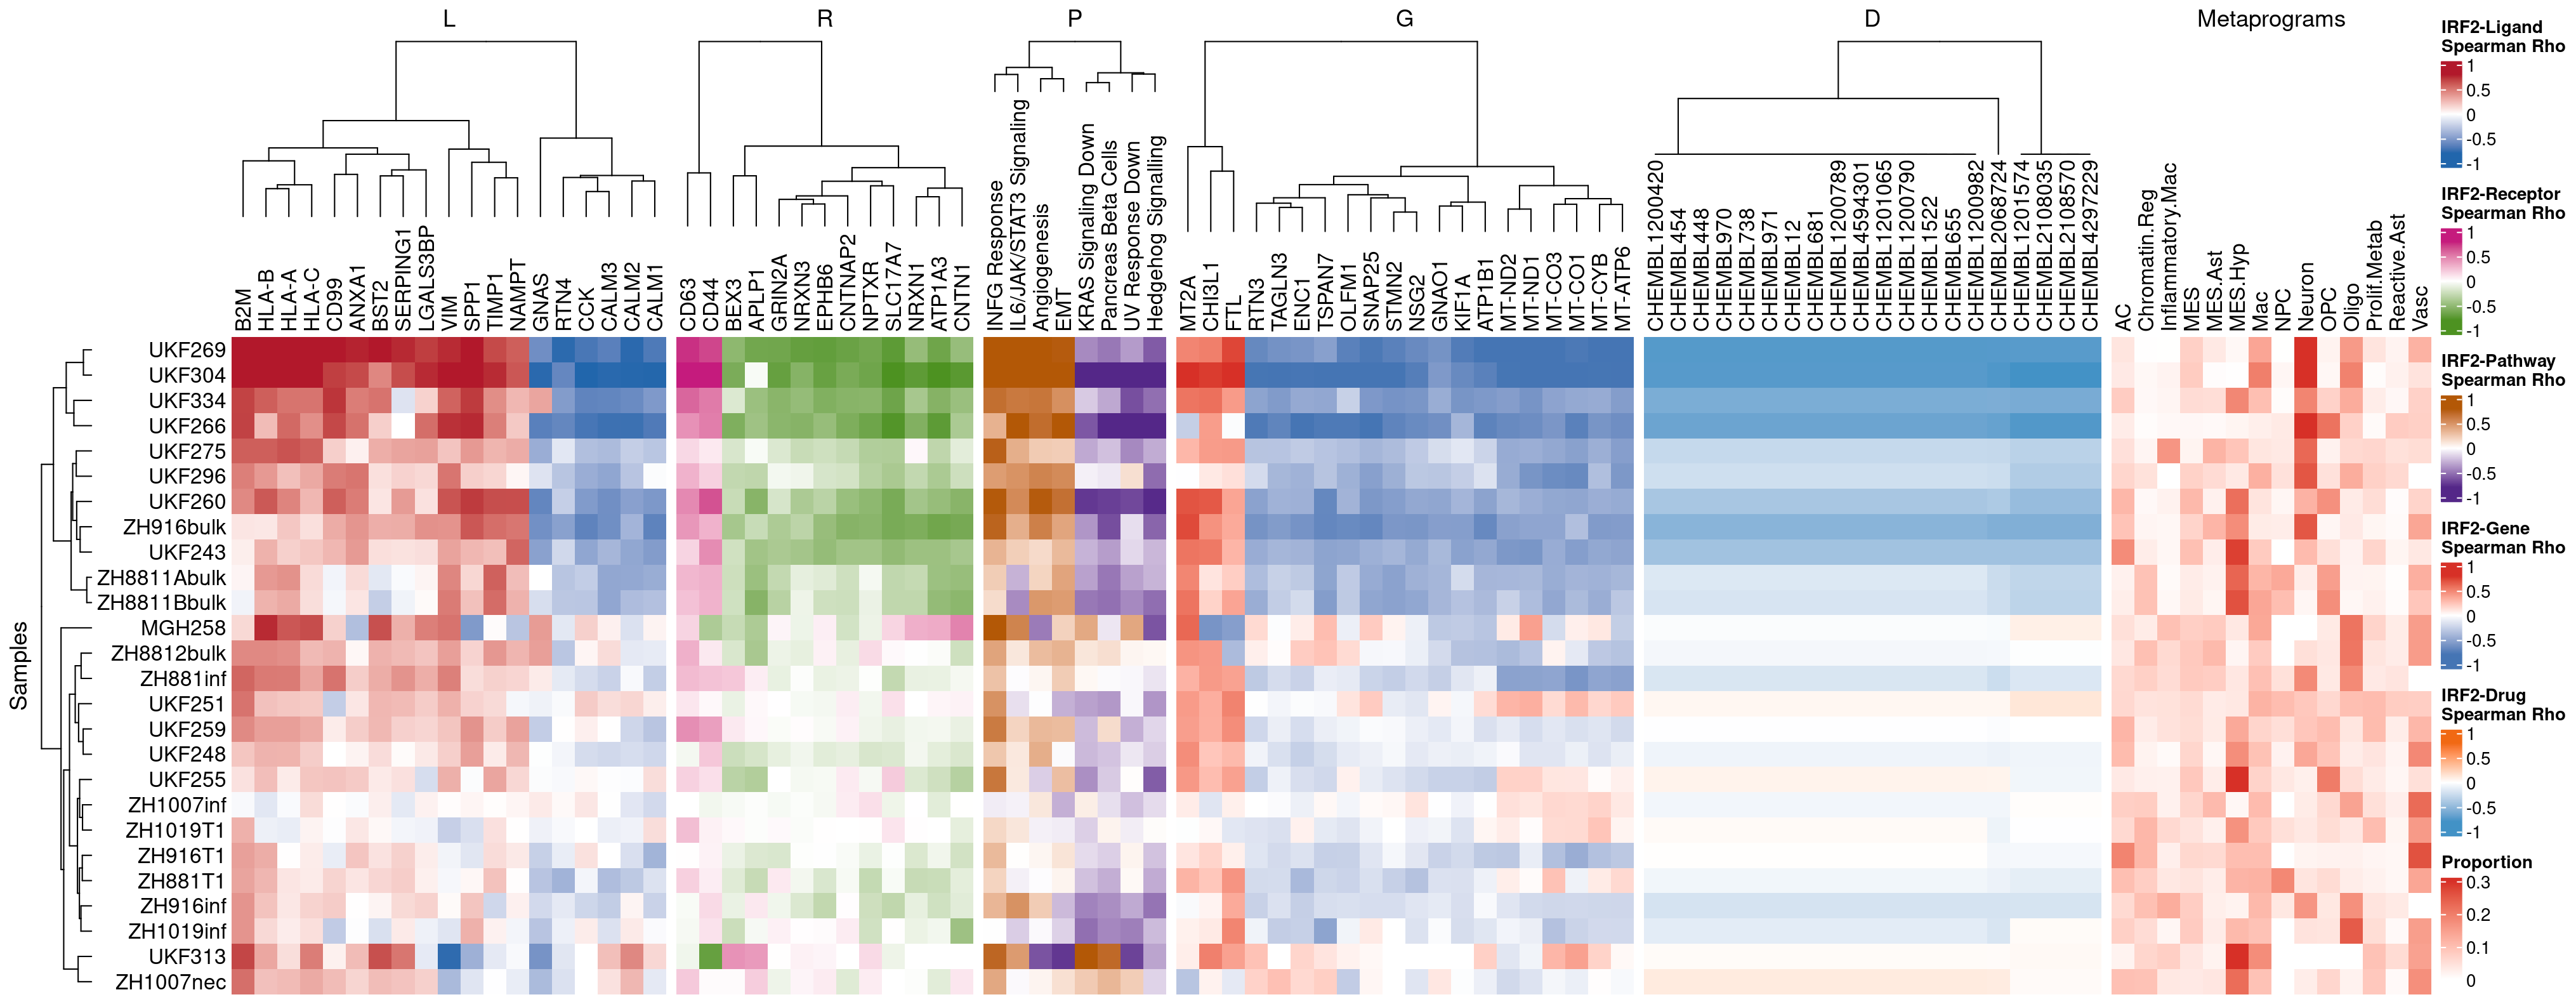 L
R
P
G
D
Metaprograms
B2M
HLA-B
HLA-A
HLA-C
CD99
ANXA1
BST2
SERPING1
LGALS3BP
VIM
SPP1
TIMP1
NAMPT
GNAS
RTN4
CCK
CALM3
CALM2
CALM1
CD63
CD44
BEX3
APLP1
GRIN2A
NRXN3
EPHB6
CNTNAP2
NPTXR
SLC17A7
NRXN1
ATP1A3
CNTN1
INFG Response
IL6/JAK/STAT3 Signaling
Angiogenesis
EMT
KRAS Signaling Down
Pancreas Beta Cells
UV Response Down
Hedgehog Signalling
MT2A
CHI3L1
FTL
RTN3
TAGLN3
ENC1
TSPAN7
OLFM1
SNAP25
STMN2
NSG2
GNAO1
KIF1A
ATP1B1
MT-ND2
MT-ND1
MT-CO3
MT-CO1
MT-CYB
MT-ATP6
CHEMBL1200420
CHEMBL454
CHEMBL448
CHEMBL970
CHEMBL738
CHEMBL971
CHEMBL12
CHEMBL681
CHEMBL1200789
CHEMBL4594301
CHEMBL1201065
CHEMBL1200790
CHEMBL1522
CHEMBL655
CHEMBL1200982
CHEMBL2068724
CHEMBL1201574
CHEMBL2108035
CHEMBL2108570
CHEMBL4297229
AC
Chromatin.Reg
Inflammatory.Mac
MES
MES.Ast
MES.Hyp
Mac
NPC
Neuron
OPC
Oligo
Prolif.Metab
Reactive.Ast
Vasc
Samples
UKF269
UKF304
UKF334
UKF266
UKF275
UKF296
UKF260
ZH916bulk
UKF243
ZH8811Abulk
ZH8811Bbulk
MGH258
ZH8812bulk
ZH881inf
UKF251
UKF259
UKF248
UKF255
ZH1007inf
ZH1019T1
ZH916T1
ZH881T1
ZH916inf
ZH1019inf
UKF313
ZH1007nec
IRF2-Ligand
Spearman Rho
1
0.5
0
-0.5
-1
IRF2-Receptor
Spearman Rho
1
0.5
0
-0.5
-1
IRF2-Pathway
Spearman Rho
1
0.5
0
-0.5
-1
IRF2-Gene
Spearman Rho
1
0.5
0
-0.5
-1
IRF2-Drug
Spearman Rho
1
0.5
0
-0.5
-1
Proportion
0.3
0.2
0.1
0